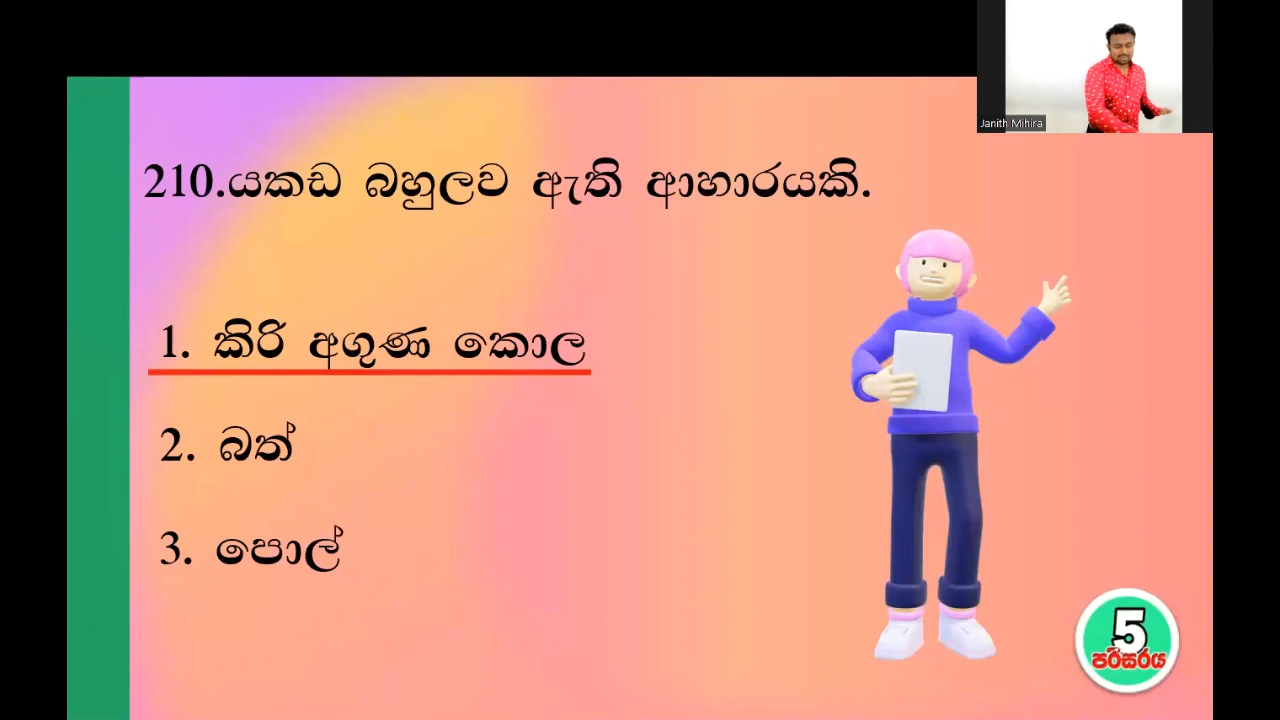 Janith Mihira
210.යකඩ බහුලව ඇති ආහාරයකි.
1. කිරි අගුණ කොල
2. බත්
3. පොල්
5
පරිසරය